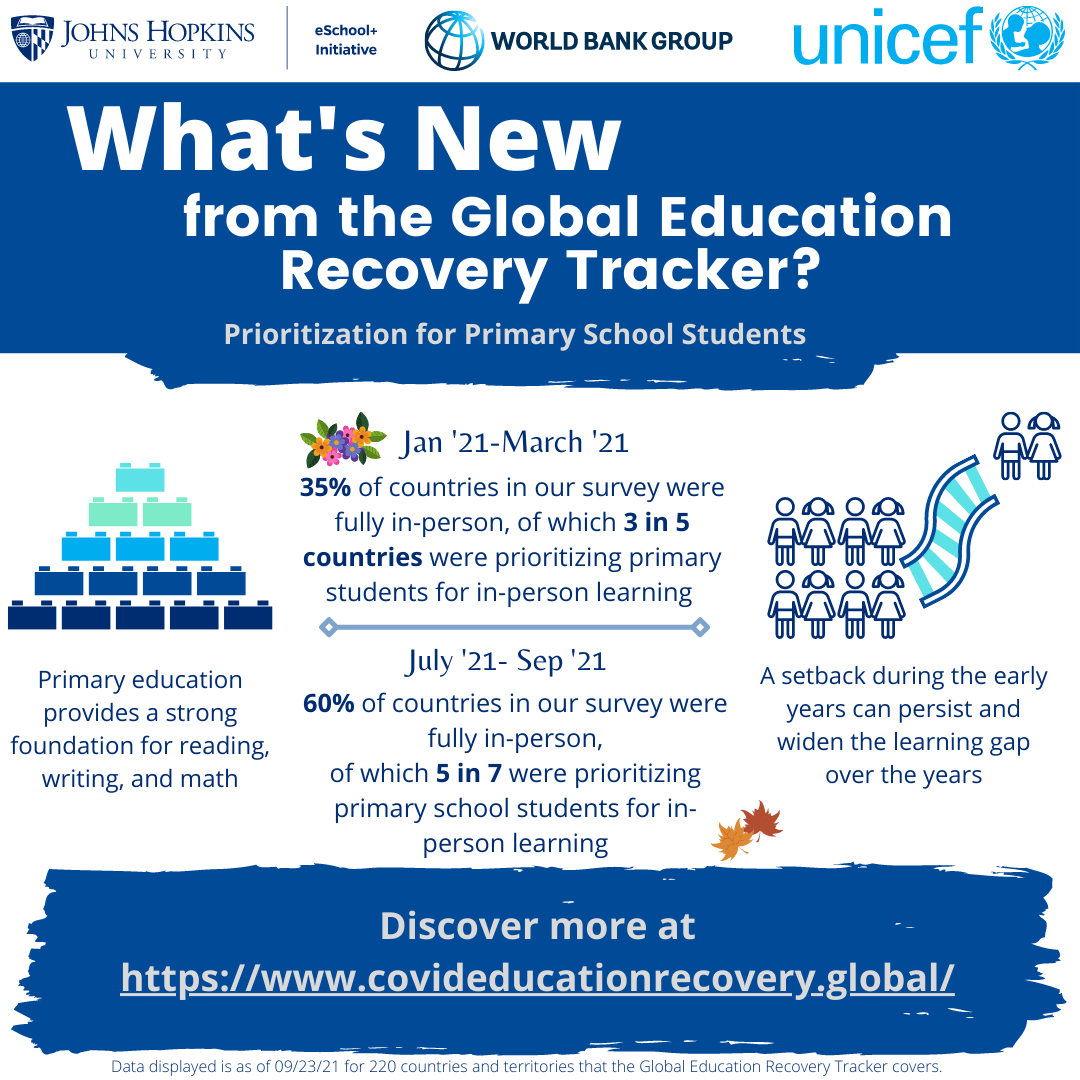 JOHNS HOPKINS
UNIVERSITY
eSchool+
Initiative
WORLD BANK GROUP
unicef
What's New
from the Global Education
Recovery Tracker?
Prioritization for Primary School Students
Jan '21-March '21
35% of countries in our survey were
fully in-person, of which 3 in 5
countries were prioritizing primary
students for in-person learning
July '21- Sep '21
60% of countries in our survey were
fully in-person,
of which 5 in 7 were prioritizing
primary school students for in-
person learning
Primary education
provides a strong
foundation for reading,
writing, and math
A setback during the early
years can persist and
widen the learning gap
over the years
Discover more at
https://www.covideducationrecovery.global/
Data displayed is as of 09/23/21 for 220 countries and territories that the Global Education Recovery Tracker covers.